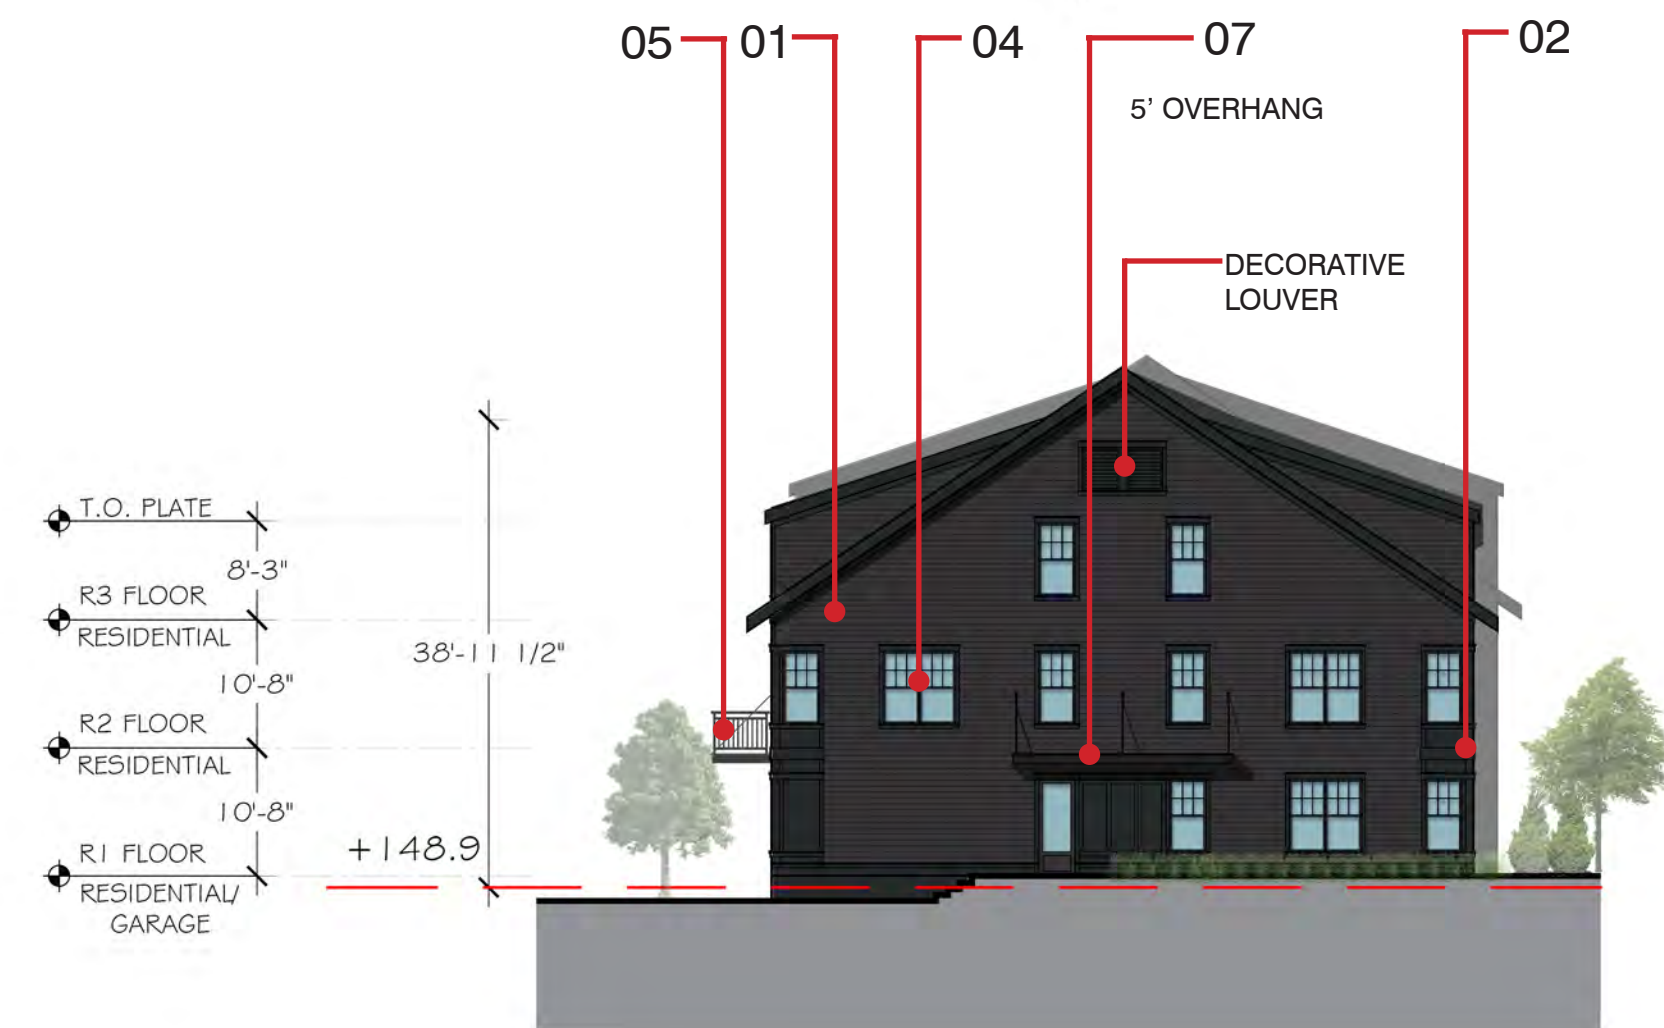 05
01
04
07
02
5’ OVERHANG
DECORATIVE
LOUVER
T.O. PLATE
8'-3"
R3 FLOOR
RESIDENTIAL
38'-11 1/2"
10'-8"
R2 FLOOR
RESIDENTIAL
10'-8"
R1 FLOOR
+148.9
RESIDENTIAL/
GARAGE